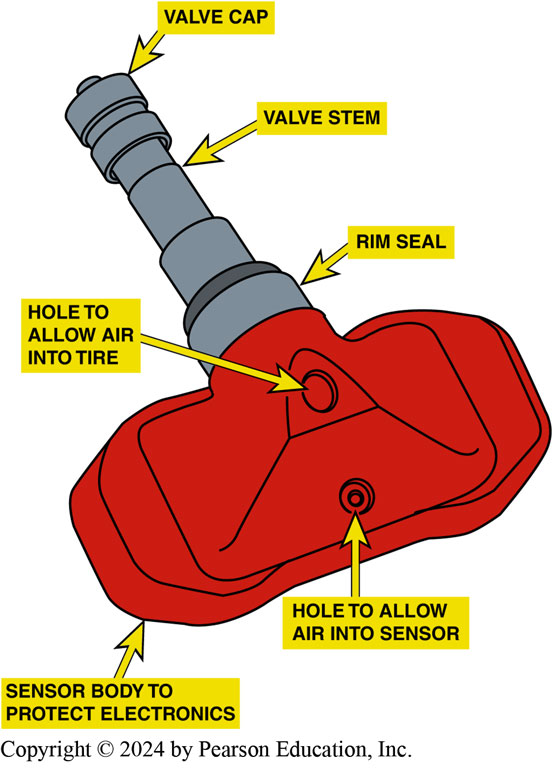 VALVE CAP
VALVE STEM
RIM SEAL
HOLE TO
ALLOW AIR
INTO TIRE
HOLE TO ALLOW
AIR INTO SENSOR
SENSOR BODY TO
PROTECT ELECTRONICS
Copyright © 2024 by Pearson Education, Inc.